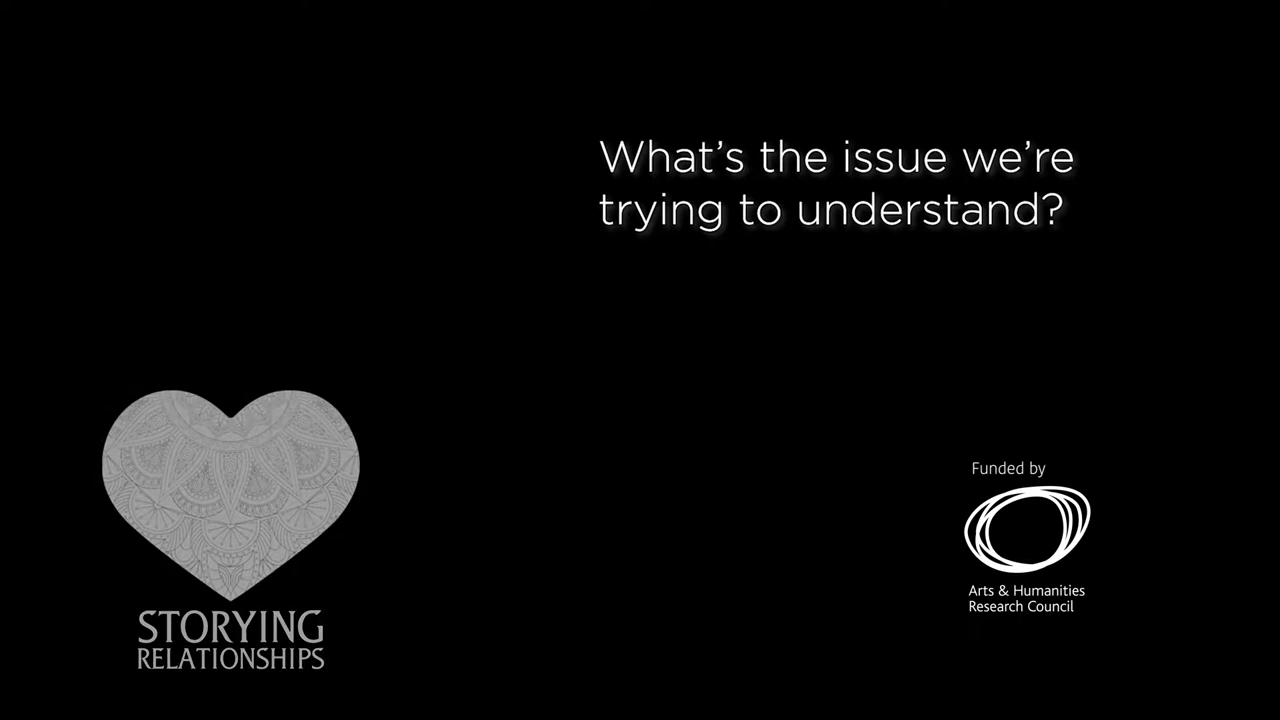 What's the issue we're
trying to understand?
Funded by
Arts & Humanities
Research Council
STORYING
RELATIONSHIPS